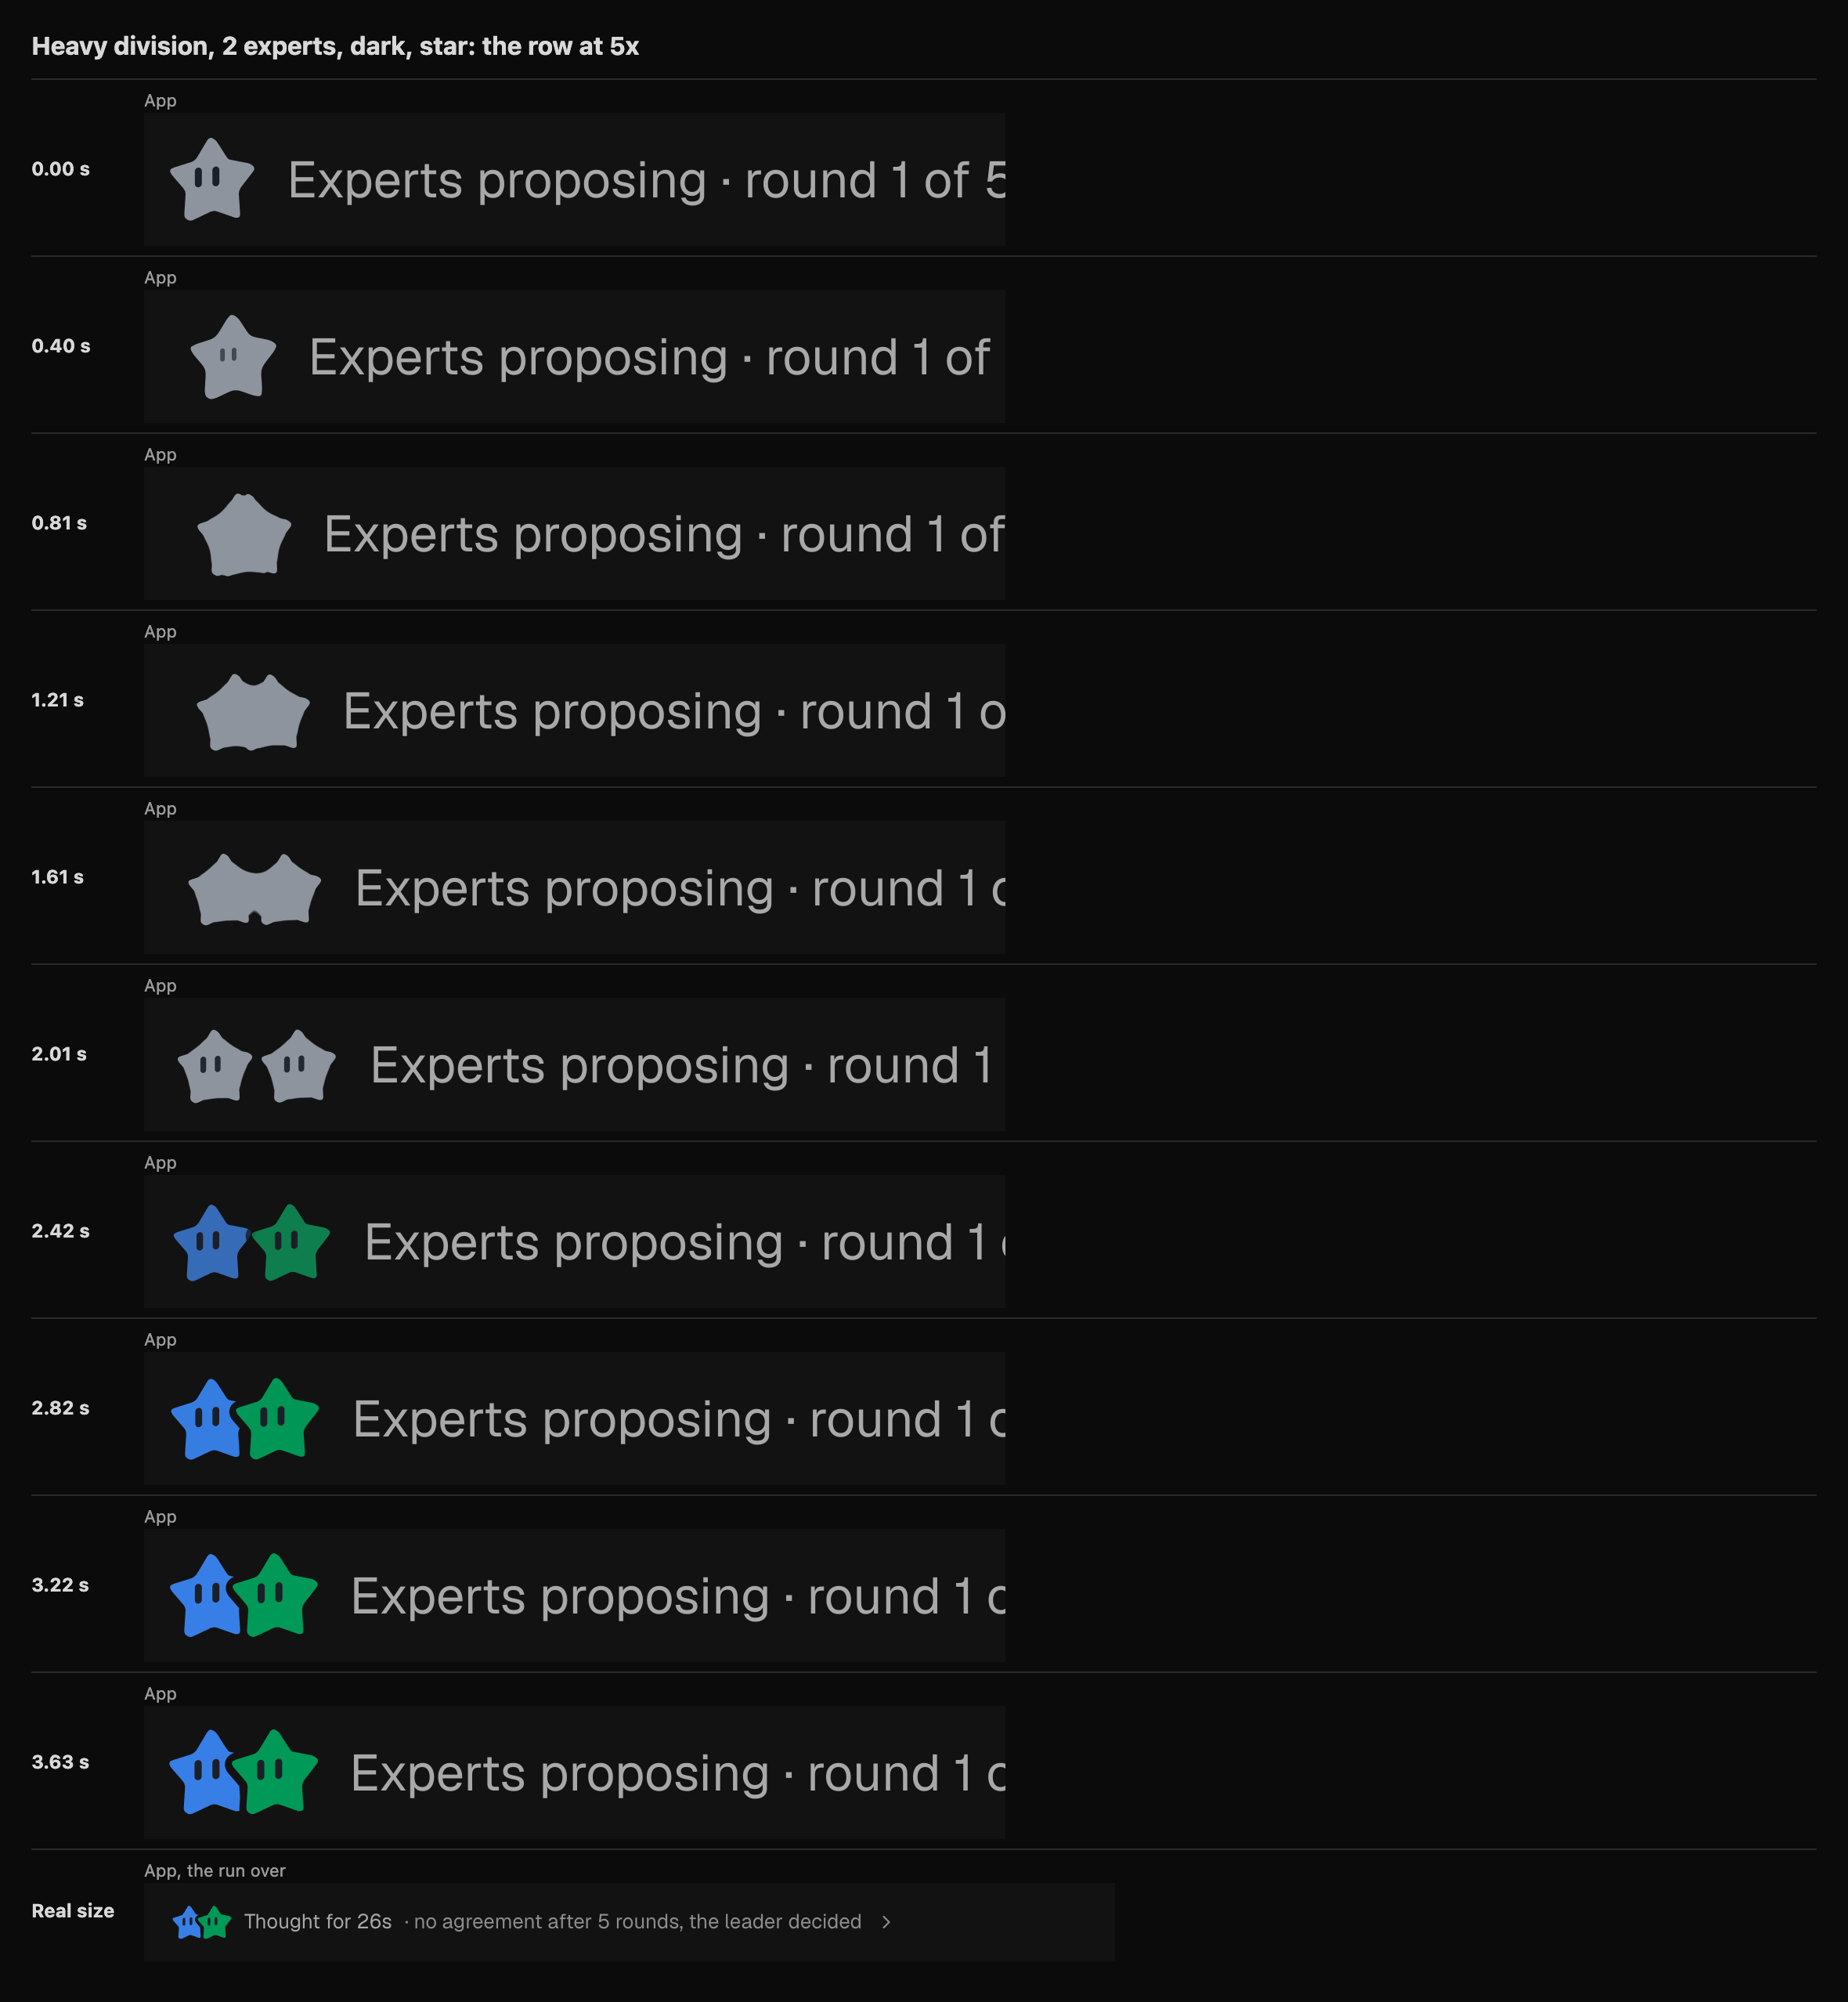 Heavy division, 2 experts, dark, star: the row at 5x
App
0.00 s
Experts proposing · round 1 of 5
App
0.40 s
Experts proposing · round 1 of
App
0.81 s
Experts proposing · round 1 of
App
1.21 s
Experts proposing · round 1 o
App
1.61 s
Experts proposing · round 1
App
2.01 s
Experts proposing · round 1
App
2.42 s
Experts proposing · round 1
App
2.82 s
Experts proposing · round 1
App
3.22 s
Experts proposing · round 1
App
3.63 s
Experts proposing · round 1
App, the run over
Real size
Thought for 26s · no agreement after 5 rounds, the leader decided